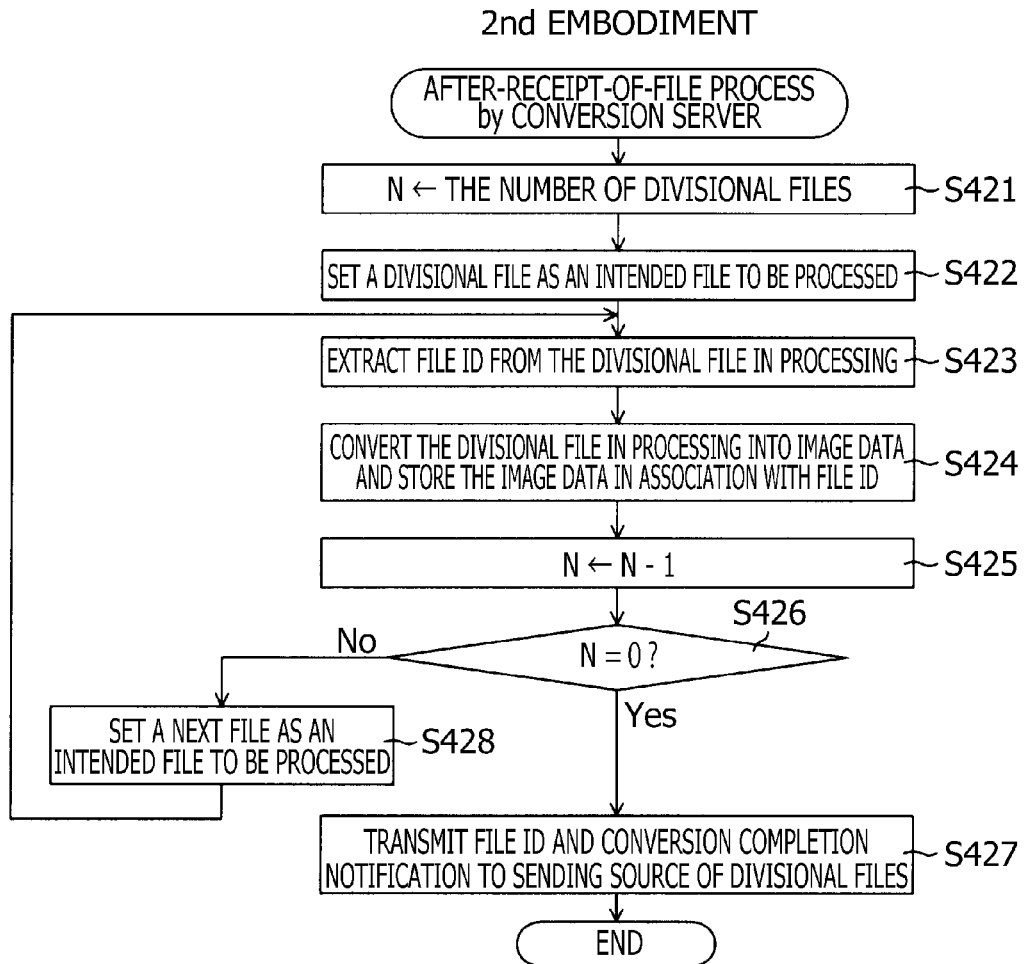 2nd EMBODIMENT
AFTER-RECEIPT-OF-FILE PROCESS
by CONVERSION SERVER
N ← THE NUMBER OF DIVISIONAL FILES
S421
SET A DIVISIONAL FILE AS AN INTENDED FILE TO BE PROCESSED
S422
EXTRACT FILE ID FROM THE DIVISIONAL FILE IN PROCESSING
S423
CONVERT THE DIVISIONAL FILE IN PROCESSING INTO IMAGE DATA
AND STORE THE IMAGE DATA IN ASSOCIATION WITH FILE ID
S424
N ← N - 1
S425
S426
N = 0 ?
No
Yes
SET A NEXT FILE AS AN
INTENDED FILE TO BE PROCESSED
S428
TRANSMIT FILE ID AND CONVERSION COMPLETION
NOTIFICATION TO SENDING SOURCE OF DIVISIONAL FILES
S427
END